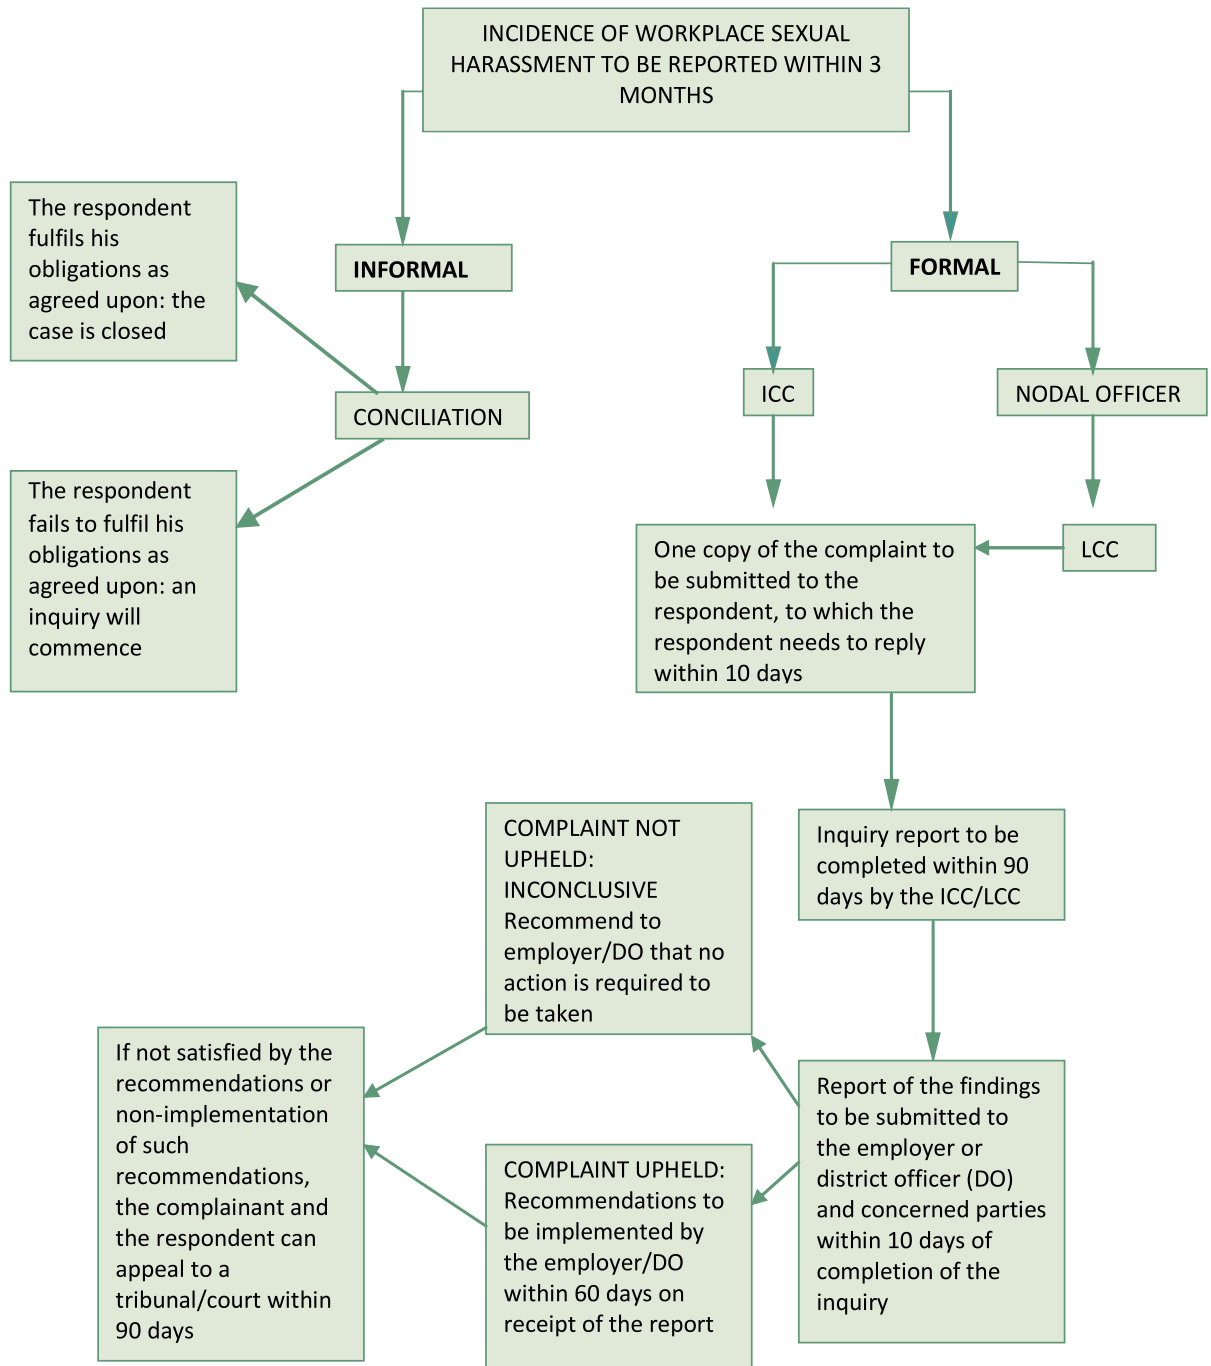 INCIDENCE OF WORKPLACE SEXUAL
HARASSMENT TO BE REPORTED WITHIN 3
MONTHS
The respondent
fulfils his
obligations as
agreed upon: the
case is closed
INFORMAL
FORMAL
CONCILIATION
ICC
NODAL OFFICER
The respondent
fails to fulfil his
obligations as
agreed upon: an
inquiry will
commence
One copy of the complaint to
be submitted to the
respondent, to which the
respondent needs to reply
within 10 days
LCC
Inquiry report to be
completed within 90
days by the ICC/LCC
COMPLAINT NOT
UPHELD:
INCONCLUSIVE
Recommend to
employer/DO that no
action is required to
be taken
Report of the findings
to be submitted to
the employer or
district officer (DO)
and concerned parties
within 10 days of
completion of the
inquiry
COMPLAINT UPHELD:
Recommendations to
be implemented by
the employer/DO
within 60 days on
receipt of the report
If not satisfied by the
recommendations or
non-implementation
of such
recommendations,
the complainant and
the respondent can
appeal to a
tribunal/court within
90 days